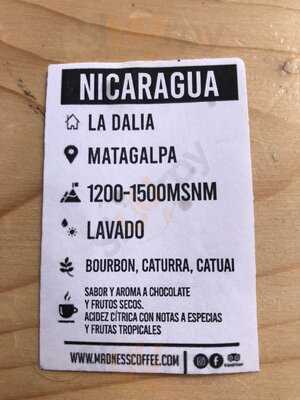 NICARAGUA
LA DALIA
MATAGALPA
1200-1500MSNM
LAVADO
BOURBON, CATURRA, CATUAI
SABOR Y AROMA A CHOCOLATE
Y FRUTOS SECOS.
ACIDEZ CÍTRICA CON NOTAS A ESPECIAS
Y FRUTAS TROPICALES
WWW.MADNESSCOFFEE.COM